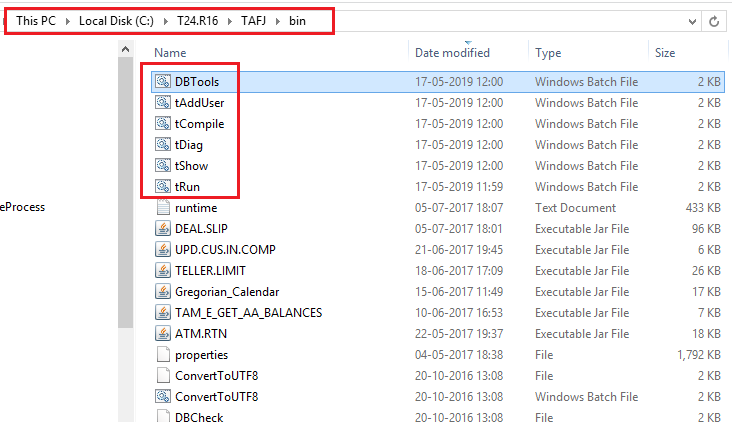 This PC Local Disk (C:) T24.R16 TAFJ bin
Name Date modified Type Size
DBTools 17-05-2019 12:00 Windows Batch File 2 KB
tAddUser 17-05-2019 12:00 Windows Batch File 2 KB
tCompile 17-05-2019 12:00 Windows Batch File 2 KB
tDiag 17-05-2019 12:00 Windows Batch File 2 KB
tShow 17-05-2019 12:00 Windows Batch File 2 KB
tRun 17-05-2019 11:59 Windows Batch File 2 KB
eProcess runtime 05-07-2017 18:07 Text Document 433 KB
DEAL.SLIP 05-07-2017 18:01 Executable Jar File 96 KB
UPD.CUS.IN.COMP 21-06-2017 19:45 Executable Jar File 6 KB
TELLER.LIMIT 18-06-2017 17:09 Executable Jar File 26 KB
Gregorian_Calendar 15-06-2017 11:49 Executable Jar File 17 KB
TAM_E_GET_AA_BALANCES 10-06-2017 16:53 Executable Jar File 7 KB
ATM.RTN 22-05-2017 19:37 Executable Jar File 18 KB
properties 04-05-2017 18:38 File 1,792 KB
ConvertToUTF8 20-10-2016 13:08 File 2 KB
ConvertToUTF8 20-10-2016 13:08 Windows Batch File 2 KB
DBCheck 20-10-2016 13:08 File 2 KB